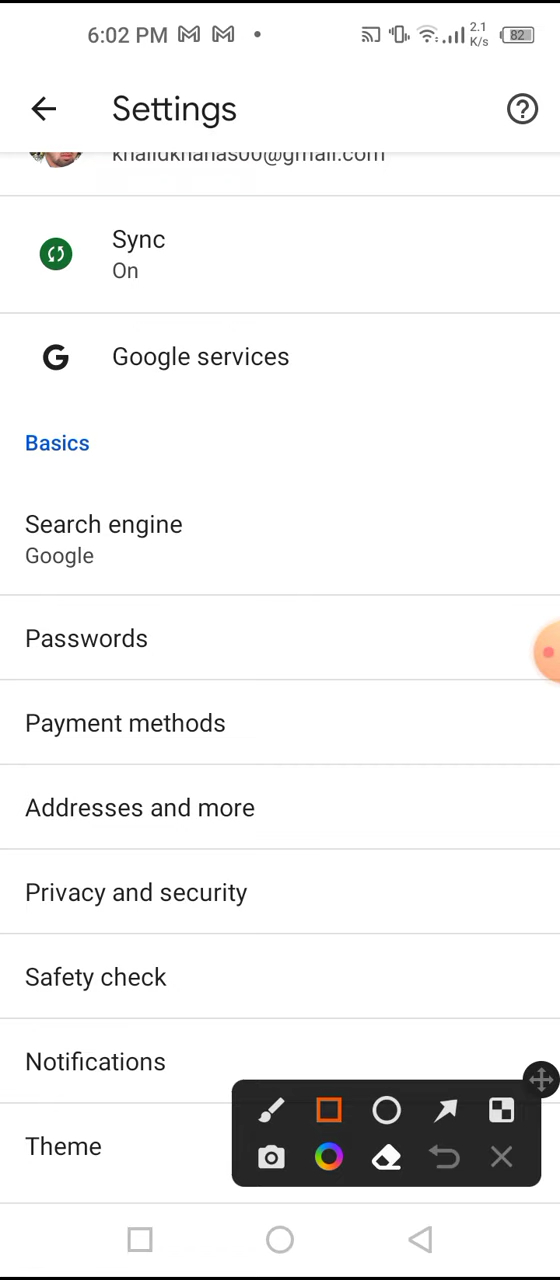 6:02 PM
2.1
K/s
82
Settings
Sync
On
Google services
Basics
Search engine
Google
Passwords
Payment methods
Addresses and more
Privacy and security
Safety check
Notifications
Theme